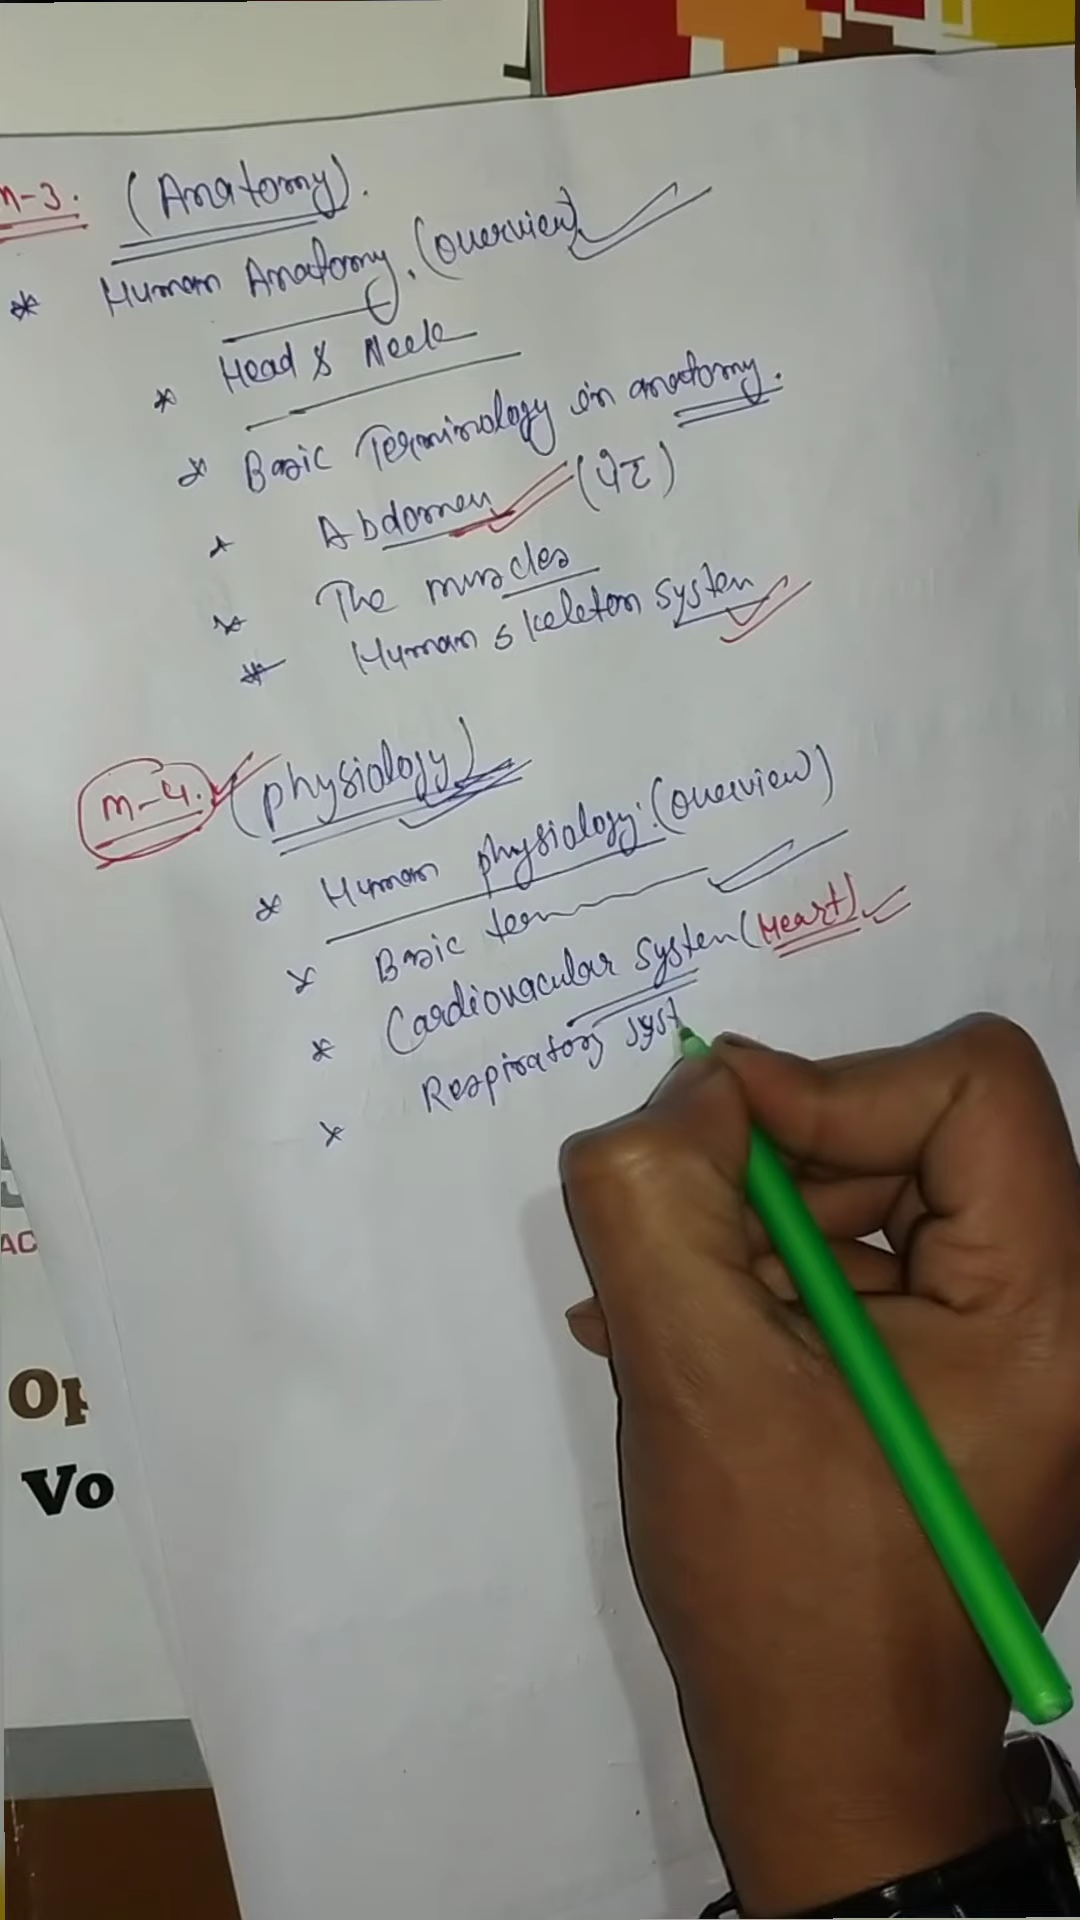 m-3. (Anatomy).
* Human Anatomy. (overview)
* Head & Neck
* Basic Terminology in anatomy.
* Abdomen (पेट)
* The muscles
* Human skeleton system
m-4. (physiology)
* Human physiology: (overview)
* Basic term
* Cardiovacular system (Heart)
* Respiratory syst
AC
Op
Vo